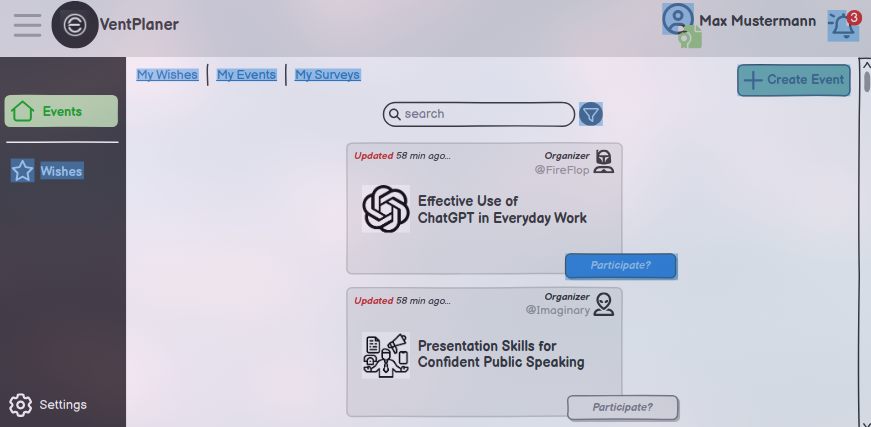 VentPlaner
Max Mustermann
3
My Wishes
My Events
My Surveys
Create Event
Events
Wishes
Settings
search
Updated 58 min ago...
Organizer
@FireFlop
Effective Use of
ChatGPT in Everyday Work
Participate?
Updated 58 min ago...
Organizer
@Imaginary
Presentation Skills for
Confident Public Speaking
Participate?